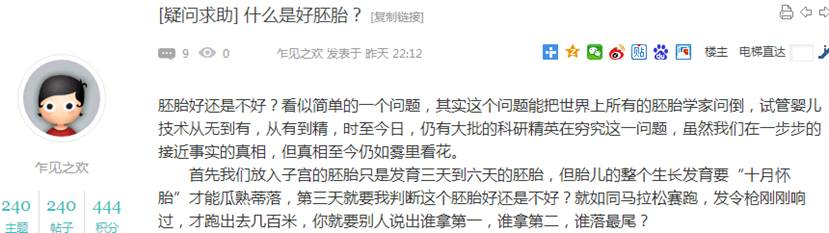 [疑问求助] 什么是好胚胎？ [复制链接]
9 0 乍见之欢 发表于 昨天 22:12 楼主 电梯直达
胚胎好还是不好？看似简单的一个问题，其实这个问题能把世界上所有的胚胎学家问倒，试管婴儿
技术从无到有，从有到精，时至今日，仍有大批的科研精英在穷究这一问题，虽然我们在一步步的
接近事实的真相，但真相至今仍如雾里看花。
首先我们放入子宫的胚胎只是发育三天到六天的胚胎，但胎儿的整个生长发育要“十月怀
胎”才能瓜熟蒂落，第三天就要我判断这个胚胎好还是不好？就如同马拉松赛跑，发令枪刚刚响
过，才跑出去几百米，你就要别人说出谁拿第一，谁拿第二，谁落最尾？
乍见之欢
240 240 444
主题 帖子 积分